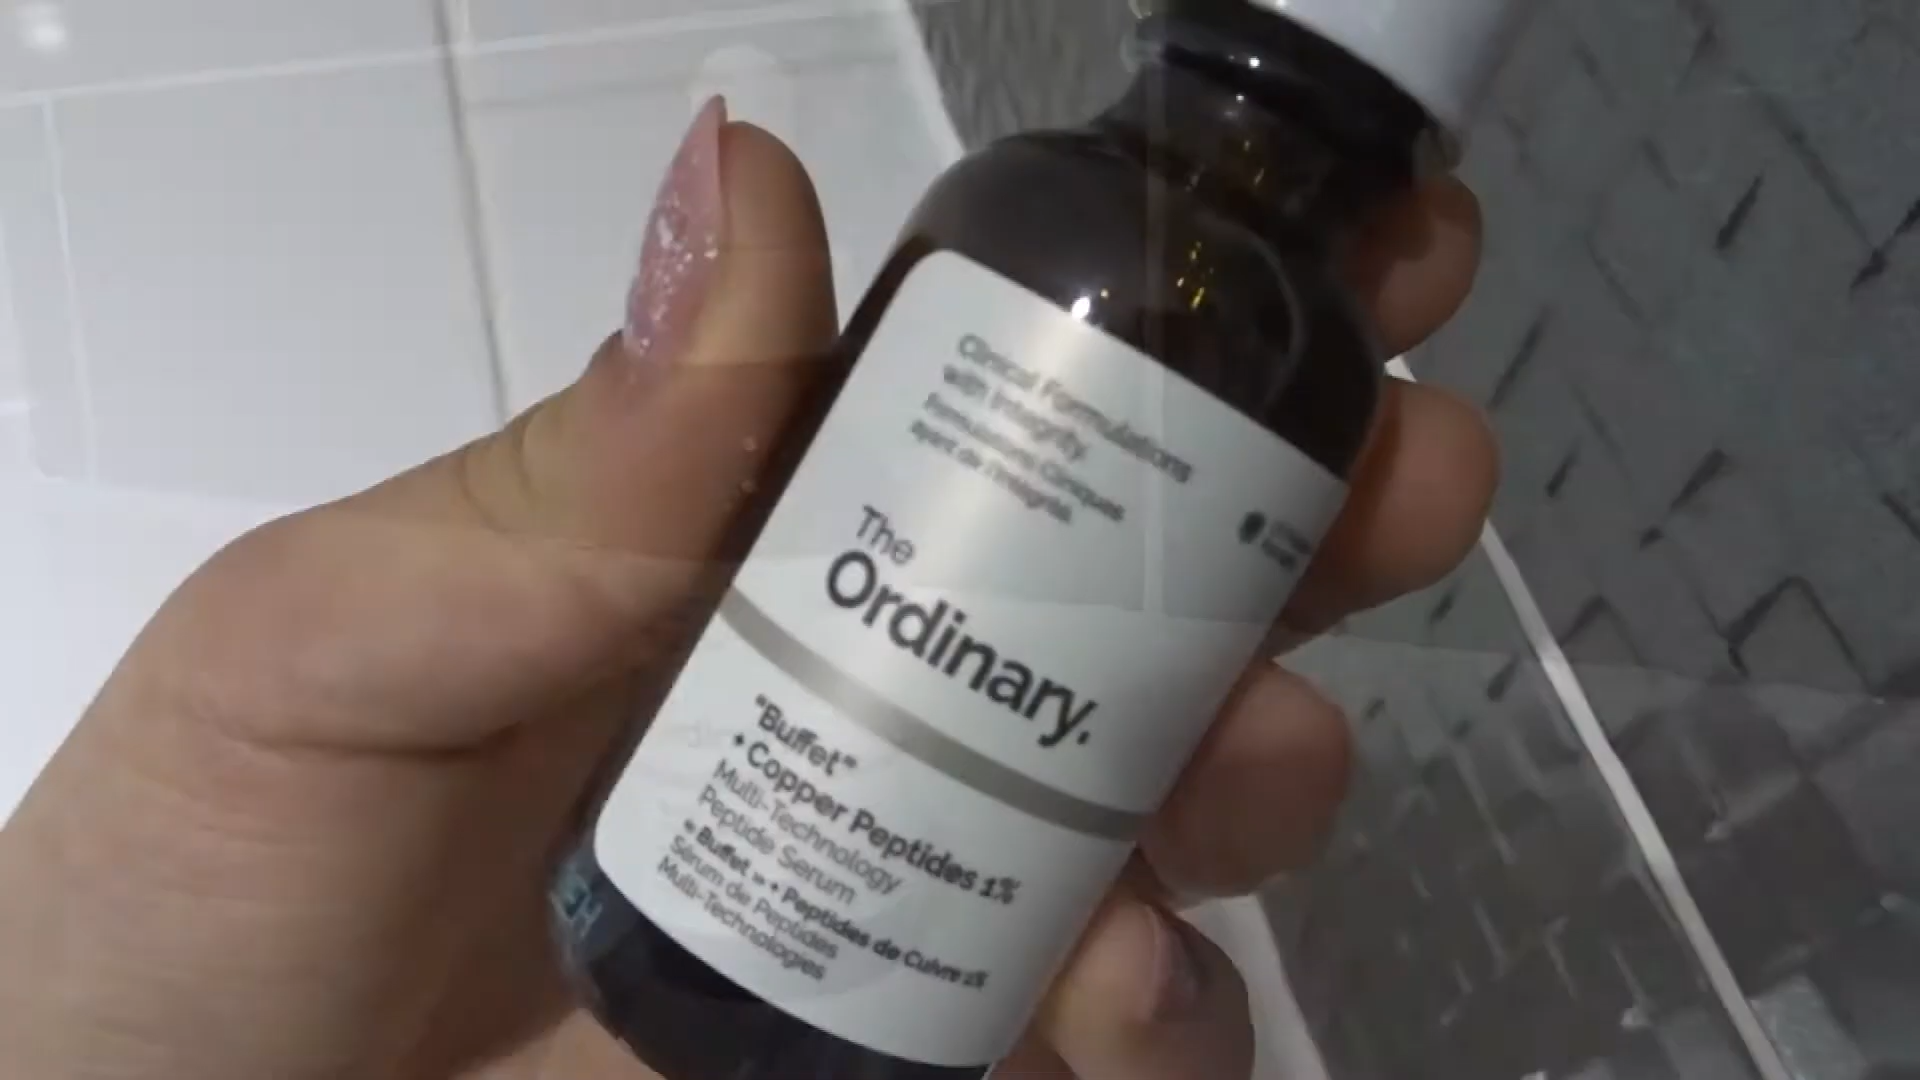 Clinical Formulations
with Integrity.
Formulations Cliniques
ayant de l'intégrité.
The
Ordinary.
"Buffet"
+ Copper Peptides 1%
Multi-Technology
Peptide Serum
« Buffet » + Peptides de Cuivre 1%
Sérum de Peptides
Multi-Technologies